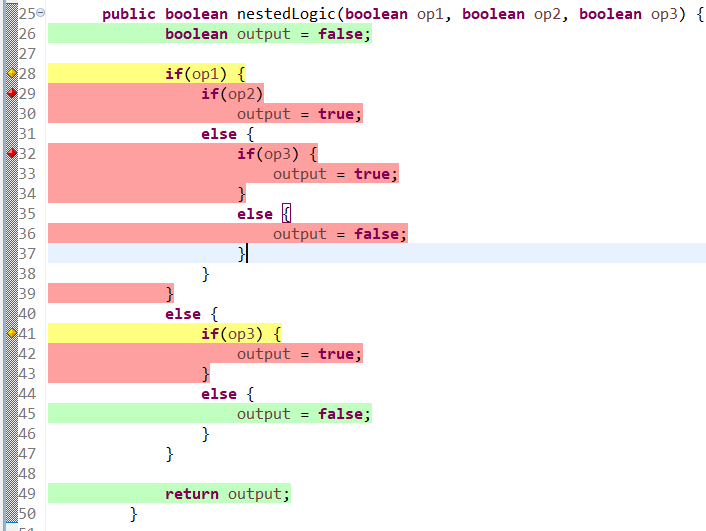 25 public boolean nestedLogic(boolean op1, boolean op2, boolean op3) {
26 boolean output = false;
27
28 if(op1) {
29 if(op2)
30 output = true;
31 else {
32 if(op3) {
33 output = true;
34 }
35 else {
36 output = false;
37 }
38 }
39 }
40 else {
41 if(op3) {
42 output = true;
43 }
44 else {
45 output = false;
46 }
47 }
48
49 return output;
50 }